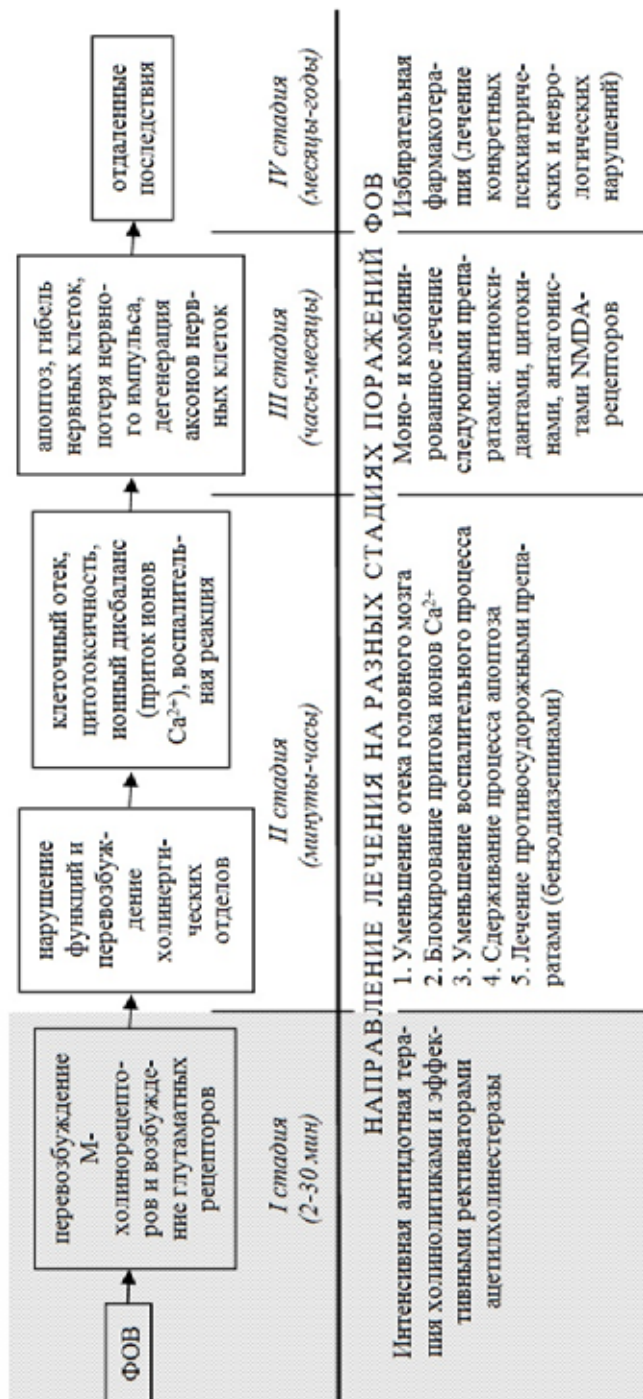 ФОВ
перевозбуждение
М-
холинорецепто-
ров и возбужде-
ние глутаматных
рецепторов
нарушение
функций и
перевозбуж-
дение
холинерги-
ческих
отделов
клеточный отек,
цитотоксичность,
ионный дисбаланс
(приток ионов
Ca²⁺), воспалитель-
ная реакция
апоптоз, гибель
нервных клеток,
потеря нервно-
го импульса,
дегенерация
аксонов нерв-
ных клеток
отдаленные
последствия
I стадия
(2-30 мин)
II стадия
(минуты-часы)
III стадия
(часы-месяцы)
IV стадия
(месяцы-годы)
НАПРАВЛЕНИЕ ЛЕЧЕНИЯ НА РАЗНЫХ СТАДИЯХ ПОРАЖЕНИЙ ФОВ
Интенсивная антидотная тера-
пия холинолитиками и эффек-
тивными рективаторами
ацетилхолинестеразы
1. Уменьшение отека головного мозга
2. Блокирование притока ионов Ca²⁺
3. Уменьшение воспалительного процесса
4. Сдерживание процесса апоптоза
5. Лечение противосудорожными препа-
ратами (бензодиазепинами)
Моно- и комбини-
рованное лечение
следующими препа-
ратами: антиокси-
дантами, цитоки-
нами, антагонис-
тами NMDA-
рецепторов
Избирательная
фармакотера-
пия (лечение
конкретных
психиатриче-
ских и невро-
логических
нарушений)